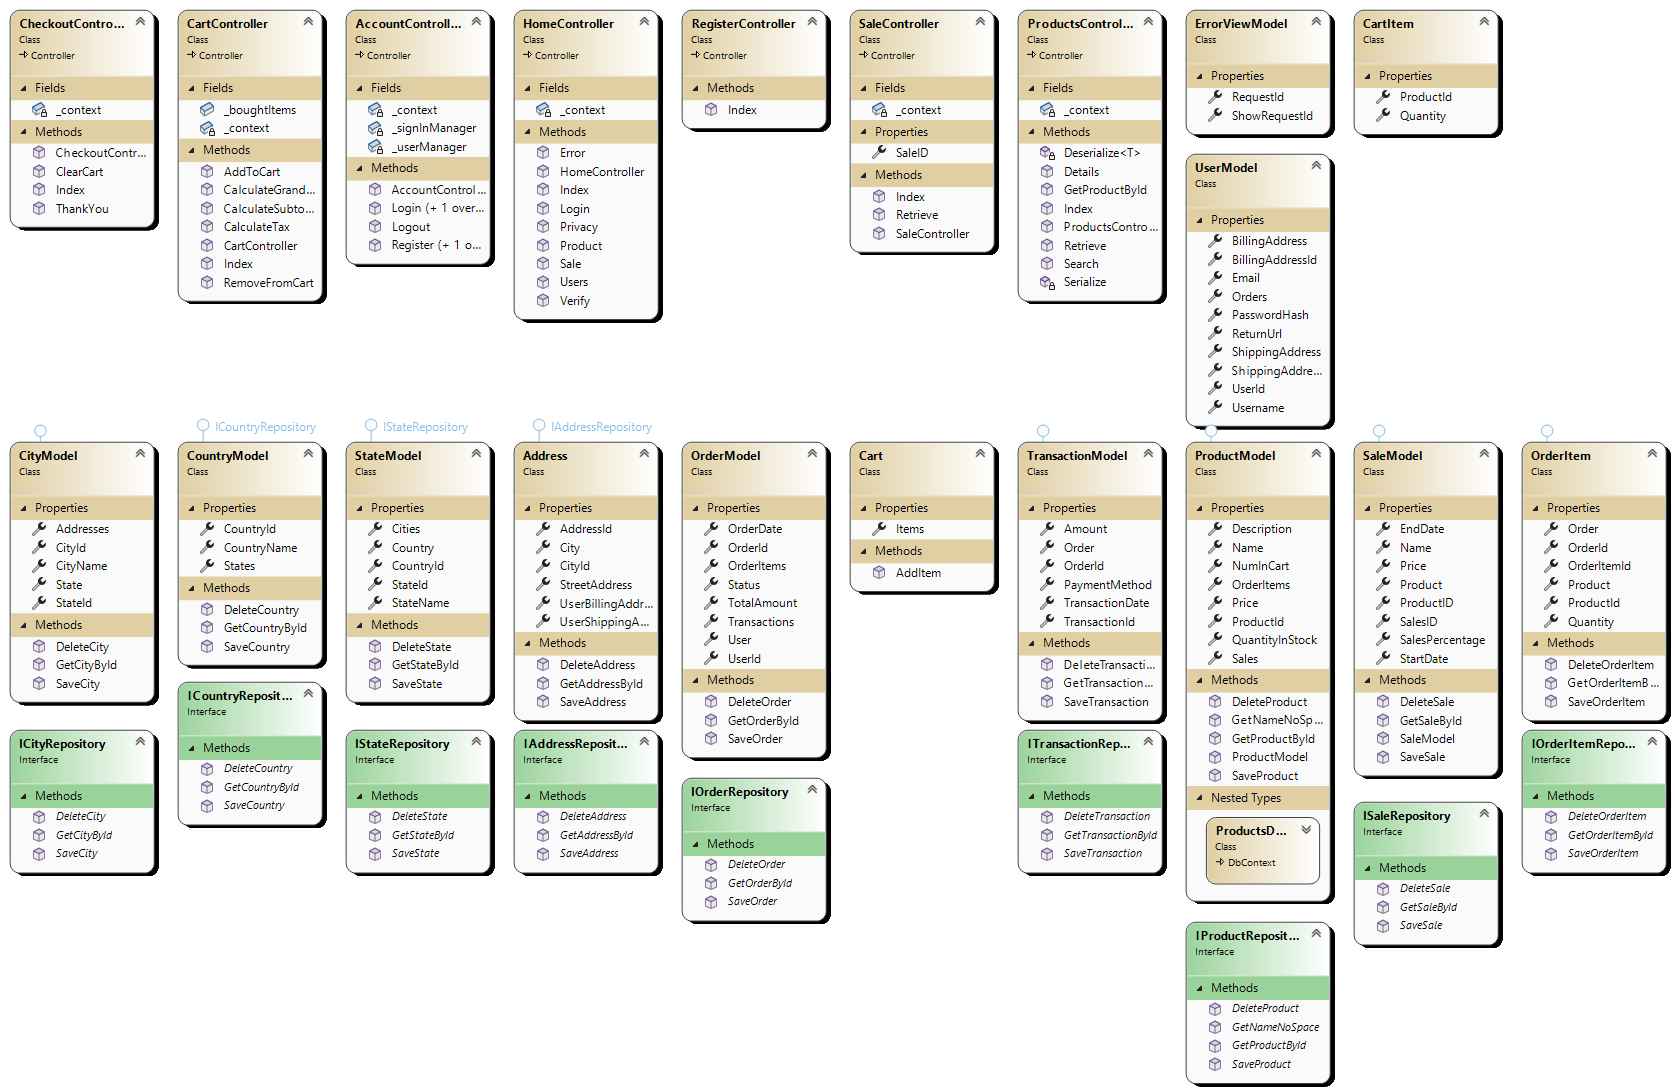 CheckoutContro...
Class
Controller
Fields
_context
Methods
CheckoutContr...
ClearCart
Index
ThankYou
CartController
Class
Controller
Fields
_boughtItems
_context
Methods
AddToCart
CalculateGrand...
CalculateSubto...
CalculateTax
CartController
Index
RemoveFromCart
AccountControll...
Class
Controller
Fields
_context
_signInManager
_userManager
Methods
AccountControl...
Login (+ 1 over...
Logout
Register (+ 1 o...
HomeController
Class
Controller
Fields
_context
Methods
Error
HomeController
Index
Login
Privacy
Product
Sale
Users
Verify
RegisterController
Class
Controller
Methods
Index
SaleController
Class
Controller
Fields
_context
Properties
SaleID
Methods
Index
Retrieve
SaleController
ProductsControl...
Class
Controller
Fields
_context
Methods
Deserialize<T>
Details
GetProductById
Index
ProductsContro...
Retrieve
Search
Serialize
ErrorViewModel
Class
Properties
RequestId
ShowRequestId
CartItem
Class
Properties
ProductId
Quantity
UserModel
Class
Properties
BillingAddress
BillingAddressId
Email
Orders
PasswordHash
ReturnUrl
ShippingAddress
ShippingAddre...
UserId
Username
CityModel
Class
Properties
Addresses
CityId
CityName
State
StateId
Methods
DeleteCity
GetCityById
SaveCity
ICityRepository
Interface
Methods
DeleteCity
GetCityById
SaveCity
ICountryRepository
CountryModel
Class
Properties
CountryId
CountryName
States
Methods
DeleteCountry
GetCountryById
SaveCountry
ICountryReposit...
Interface
Methods
DeleteCountry
GetCountryById
SaveCountry
IStateRepository
StateModel
Class
Properties
Cities
Country
CountryId
StateId
StateName
Methods
DeleteState
GetStateById
SaveState
IStateRepository
Interface
Methods
DeleteState
GetStateById
SaveState
IAddressRepository
Address
Class
Properties
AddressId
City
CityId
StreetAddress
UserBillingAddr...
UserShippingA...
Methods
DeleteAddress
GetAddressById
SaveAddress
IAddressReposit...
Interface
Methods
DeleteAddress
GetAddressById
SaveAddress
OrderModel
Class
Properties
OrderDate
OrderId
OrderItems
Status
TotalAmount
Transactions
User
UserId
Methods
DeleteOrder
GetOrderById
SaveOrder
IOrderRepository
Interface
Methods
DeleteOrder
GetOrderById
SaveOrder
Cart
Class
Properties
Items
Methods
AddItem
TransactionModel
Class
Properties
Amount
Order
OrderId
PaymentMethod
TransactionDate
TransactionId
Methods
DeleteTransacti...
GetTransaction...
SaveTransaction
ITransactionRep...
Interface
Methods
DeleteTransaction
GetTransactionById
SaveTransaction
ProductModel
Class
Properties
Description
Name
NumInCart
OrderItems
Price
ProductId
QuantityInStock
Sales
Methods
DeleteProduct
GetNameNoSp...
GetProductById
ProductModel
SaveProduct
Nested Types
ProductsD...
Class
DbContext
IProductReposit...
Interface
Methods
DeleteProduct
GetNameNoSpace
GetProductById
SaveProduct
SaleModel
Class
Properties
EndDate
Name
Price
Product
ProductID
SalesID
SalesPercentage
StartDate
Methods
DeleteSale
GetSaleById
SaleModel
SaveSale
ISaleRepository
Interface
Methods
DeleteSale
GetSaleById
SaveSale
OrderItem
Class
Properties
Order
OrderId
OrderItemId
Product
ProductId
Quantity
Methods
DeleteOrderItem
GetOrderItemB...
SaveOrderItem
IOrderItemRepo...
Interface
Methods
DeleteOrderItem
GetOrderItemById
SaveOrderItem